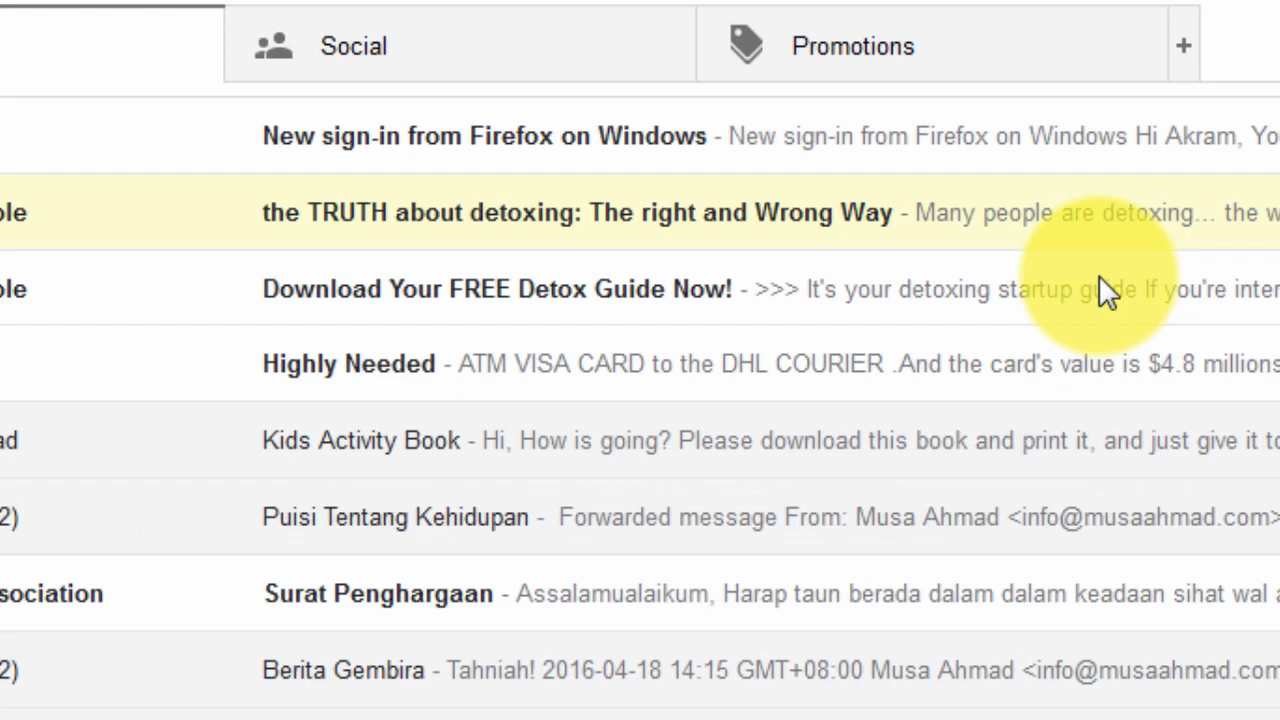 Social
Promotions
+
New sign-in from Firefox on Windows - New sign-in from Firefox on Windows Hi Akram, Yo
ole the TRUTH about detoxing: The right and Wrong Way - Many people are detoxing... the w
ole Download Your FREE Detox Guide Now! - >>> It's your detoxing startup guide If you're inter
Highly Needed - ATM VISA CARD to the DHL COURIER .And the card's value is $4.8 millions
ad Kids Activity Book - Hi, How is going? Please download this book and print it, and just give it to
2) Puisi Tentang Kehidupan - Forwarded message From: Musa Ahmad <info@musaahmad.com>
sociation Surat Penghargaan - Assalamualaikum, Harap taun berada dalam dalam keadaan sihat wal a
2) Berita Gembira - Tahniah! 2016-04-18 14:15 GMT+08:00 Musa Ahmad <info@musaahmad.com